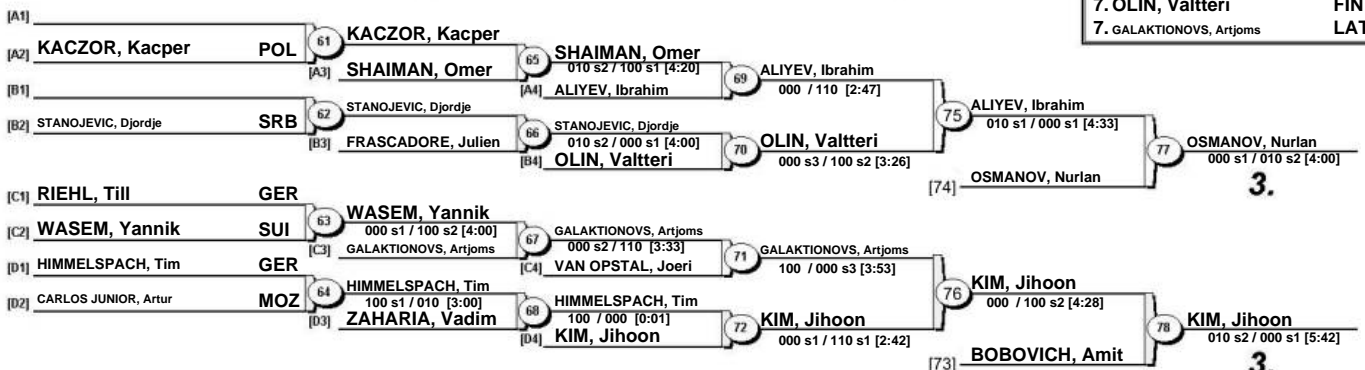 7. OLIN, Valtteri FIN
7. GALAKTIONOVS, Artjoms LAT
[A1]
[A2] KACZOR, Kacper POL
61 KACZOR, Kacper
[A3] SHAIMAN, Omer
65 SHAIMAN, Omer
010 s2 / 100 s1 [4:20]
[A4] ALIYEV, Ibrahim
69 ALIYEV, Ibrahim
000 / 110 [2:47]
[B1]
[B2] STANOJEVIC, Djordje SRB
62 STANOJEVIC, Djordje
[B3] FRASCADORE, Julien
66 STANOJEVIC, Djordje
010 s2 / 000 s1 [4:00]
[B4] OLIN, Valtteri
70 OLIN, Valtteri
000 s3 / 100 s2 [3:26]
75 ALIYEV, Ibrahim
010 s1 / 000 s1 [4:33]
[74] OSMANOV, Nurlan
77 OSMANOV, Nurlan
000 s1 / 010 s2 [4:00]
3.
[C1] RIEHL, Till GER
[C2] WASEM, Yannik SUI
63 WASEM, Yannik
000 s1 / 100 s2 [4:00]
[C3] GALAKTIONOVS, Artjoms
67 GALAKTIONOVS, Artjoms
000 s2 / 110 [3:33]
[C4] VAN OPSTAL, Joeri
71 GALAKTIONOVS, Artjoms
100 / 000 s3 [3:53]
[D1] HIMMELSPACH, Tim GER
[D2] CARLOS JUNIOR, Artur MOZ
64 HIMMELSPACH, Tim
100 s1 / 010 [3:00]
[D3] ZAHARIA, Vadim
68 HIMMELSPACH, Tim
100 / 000 [0:01]
[D4] KIM, Jihoon
72 KIM, Jihoon
000 s1 / 110 s1 [2:42]
76 KIM, Jihoon
000 / 100 s2 [4:28]
[73] BOBOVICH, Amit
78 KIM, Jihoon
010 s2 / 000 s1 [5:42]
3.